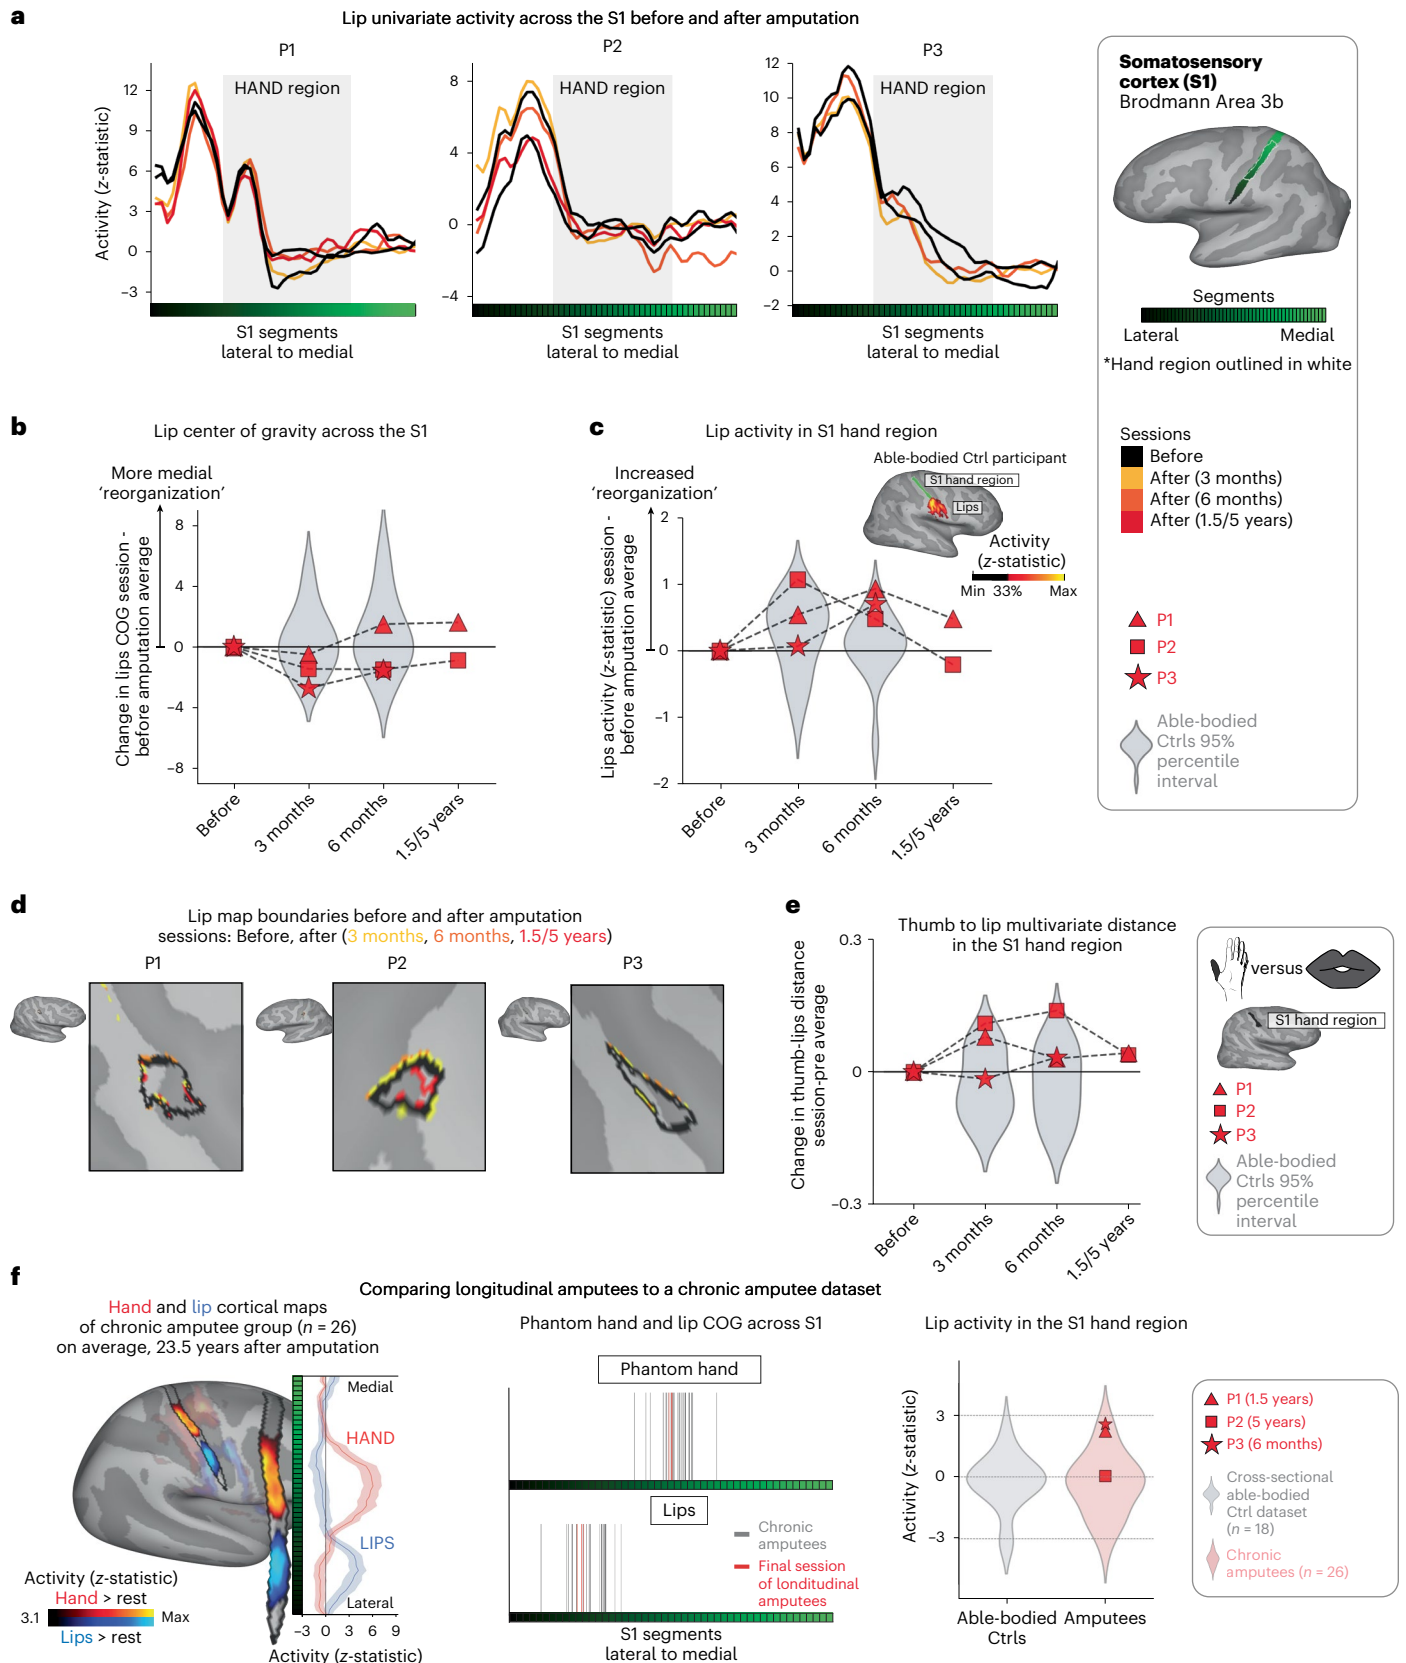 a
Lip univariate activity across the S1 before and after amputation
P1
P2
P3
HAND region
HAND region
HAND region
Activity (z-statistic)
12
9
6
3
0
−3
8
4
0
−4
12
10
8
6
4
2
0
−2
S1 segments
lateral to medial
S1 segments
lateral to medial
S1 segments
lateral to medial
Somatosensory
cortex (S1)
Brodmann Area 3b
Segments
Lateral
Medial
*Hand region outlined in white
Sessions
Before
After (3 months)
After (6 months)
After (1.5/5 years)
P1
P2
P3
Able-bodied
Ctrls 95%
percentile
interval
b
Lip center of gravity across the S1
More medial
‘reorganization’
Change in lips COG session -
before amputation average
8
4
0
−4
−8
Before
3 months
6 months
1.5/5 years
c
Lip activity in S1 hand region
Increased
‘reorganization’
Lips activity (z-statistic) session -
before amputation average
2
1
0
−1
−2
Before
3 months
6 months
1.5/5 years
Able-bodied Ctrl participant
S1 hand region
Lips
Activity
(z-statistic)
Min 33% Max
d
Lip map boundaries before and after amputation
sessions: Before, after (3 months, 6 months, 1.5/5 years)
P1
P2
P3
e
Thumb to lip multivariate distance
in the S1 hand region
Change in thumb-lips distance
session-pre average
0.3
0
−0.3
Before
3 months
6 months
1.5/5 years
versus
S1 hand region
P1
P2
P3
Able-bodied
Ctrls 95%
percentile
interval
f
Comparing longitudinal amputees to a chronic amputee dataset
Hand and lip cortical maps
of chronic amputee group (n = 26)
on average, 23.5 years after amputation
Medial
HAND
LIPS
Lateral
−3 0 3 6 9
Activity (z-statistic)
Activity (z-statistic)
Hand > rest
3.1
Max
Lips > rest
Phantom hand and lip COG across S1
Phantom hand
Lips
Chronic
amputees
Final session
of londitudinal
amputees
S1 segments
lateral to medial
Lip activity in the S1 hand region
Activity (z-statistic)
3
0
−3
Able-bodied
Ctrls
Amputees
P1 (1.5 years)
P2 (5 years)
P3 (6 months)
Cross-sectional
able-bodied
Ctrl dataset
(n = 18)
Chronic
amputees (n = 26)